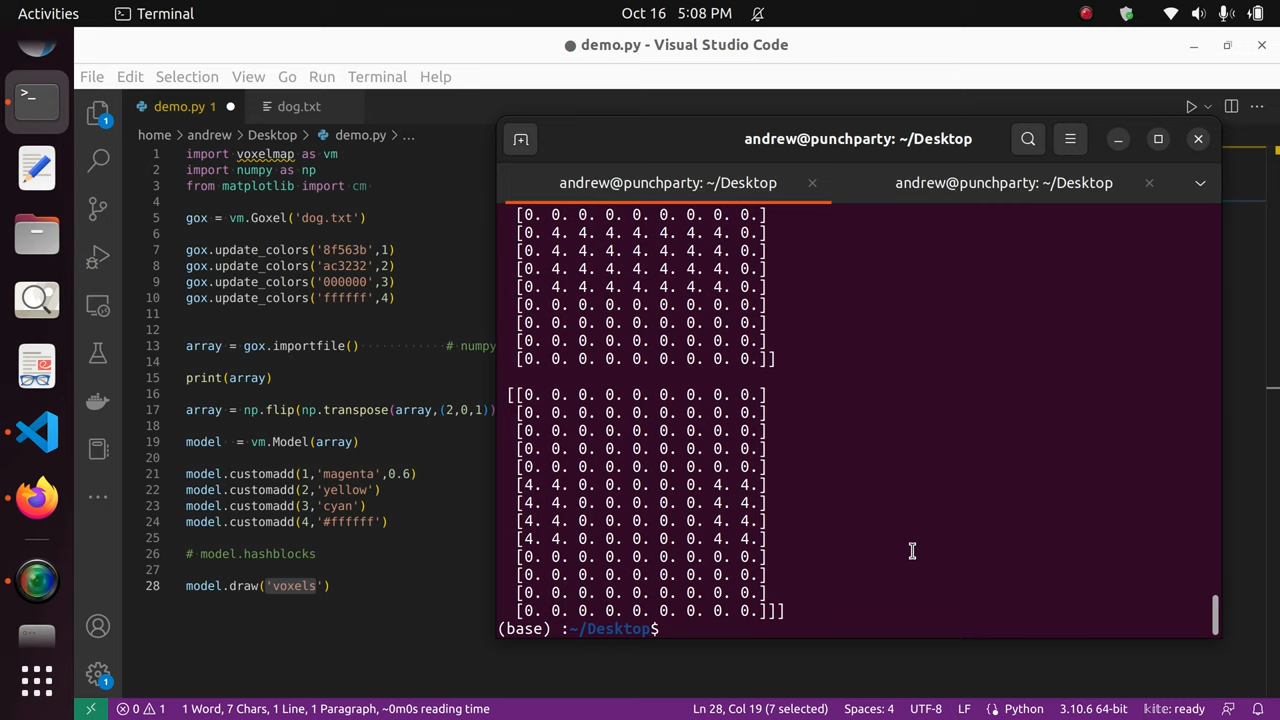 Activities
Terminal
Oct 16 5:08 PM
demo.py - Visual Studio Code
File Edit Selection View Go Run Terminal Help
demo.py 1
dog.txt
home andrew Desktop demo.py ...
1 import voxelmap as vm
2 import numpy as np
3 from matplotlib import cm
4
5 gox = vm.Goxel('dog.txt')
6
7 gox.update_colors('8f563b',1)
8 gox.update_colors('ac3232',2)
9 gox.update_colors('000000',3)
10 gox.update_colors('ffffff',4)
11
12
13 array = gox.importfile() # numpy
14
15 print(array)
16
17 array = np.flip(np.transpose(array,(2,0,1))
18
19 model = vm.Model(array)
20
21 model.customadd(1,'magenta',0.6)
22 model.customadd(2,'yellow')
23 model.customadd(3,'cyan')
24 model.customadd(4,'#ffffff')
25
26 # model.hashblocks
27
28 model.draw('voxels')
andrew@punchparty: ~/Desktop
andrew@punchparty: ~/Desktop
andrew@punchparty: ~/Desktop
[0. 0. 0. 0. 0. 0. 0. 0. 0.]
[0. 4. 4. 4. 4. 4. 4. 4. 0.]
[0. 4. 4. 4. 4. 4. 4. 4. 0.]
[0. 4. 4. 4. 4. 4. 4. 4. 0.]
[0. 4. 4. 4. 4. 4. 4. 4. 0.]
[0. 0. 0. 0. 0. 0. 0. 0. 0.]
[0. 0. 0. 0. 0. 0. 0. 0. 0.]
[0. 0. 0. 0. 0. 0. 0. 0. 0.]
[0. 0. 0. 0. 0. 0. 0. 0. 0.]]
[[0. 0. 0. 0. 0. 0. 0. 0. 0.]
[0. 0. 0. 0. 0. 0. 0. 0. 0.]
[0. 0. 0. 0. 0. 0. 0. 0. 0.]
[0. 0. 0. 0. 0. 0. 0. 0. 0.]
[0. 0. 0. 0. 0. 0. 0. 0. 0.]
[4. 4. 0. 0. 0. 0. 0. 4. 4.]
[4. 4. 0. 0. 0. 0. 0. 4. 4.]
[4. 4. 0. 0. 0. 0. 0. 4. 4.]
[4. 4. 0. 0. 0. 0. 0. 4. 4.]
[0. 0. 0. 0. 0. 0. 0. 0. 0.]
[0. 0. 0. 0. 0. 0. 0. 0. 0.]
[0. 0. 0. 0. 0. 0. 0. 0. 0.]
[0. 0. 0. 0. 0. 0. 0. 0. 0.]]]
(base) :~/Desktop$
1
1
0 1 1 Word, 7 Chars, 1 Line, 1 Paragraph, ~0m0s reading time Ln 28, Col 19 (7 selected) Spaces: 4 UTF-8 LF Python 3.10.6 64-bit kite: ready